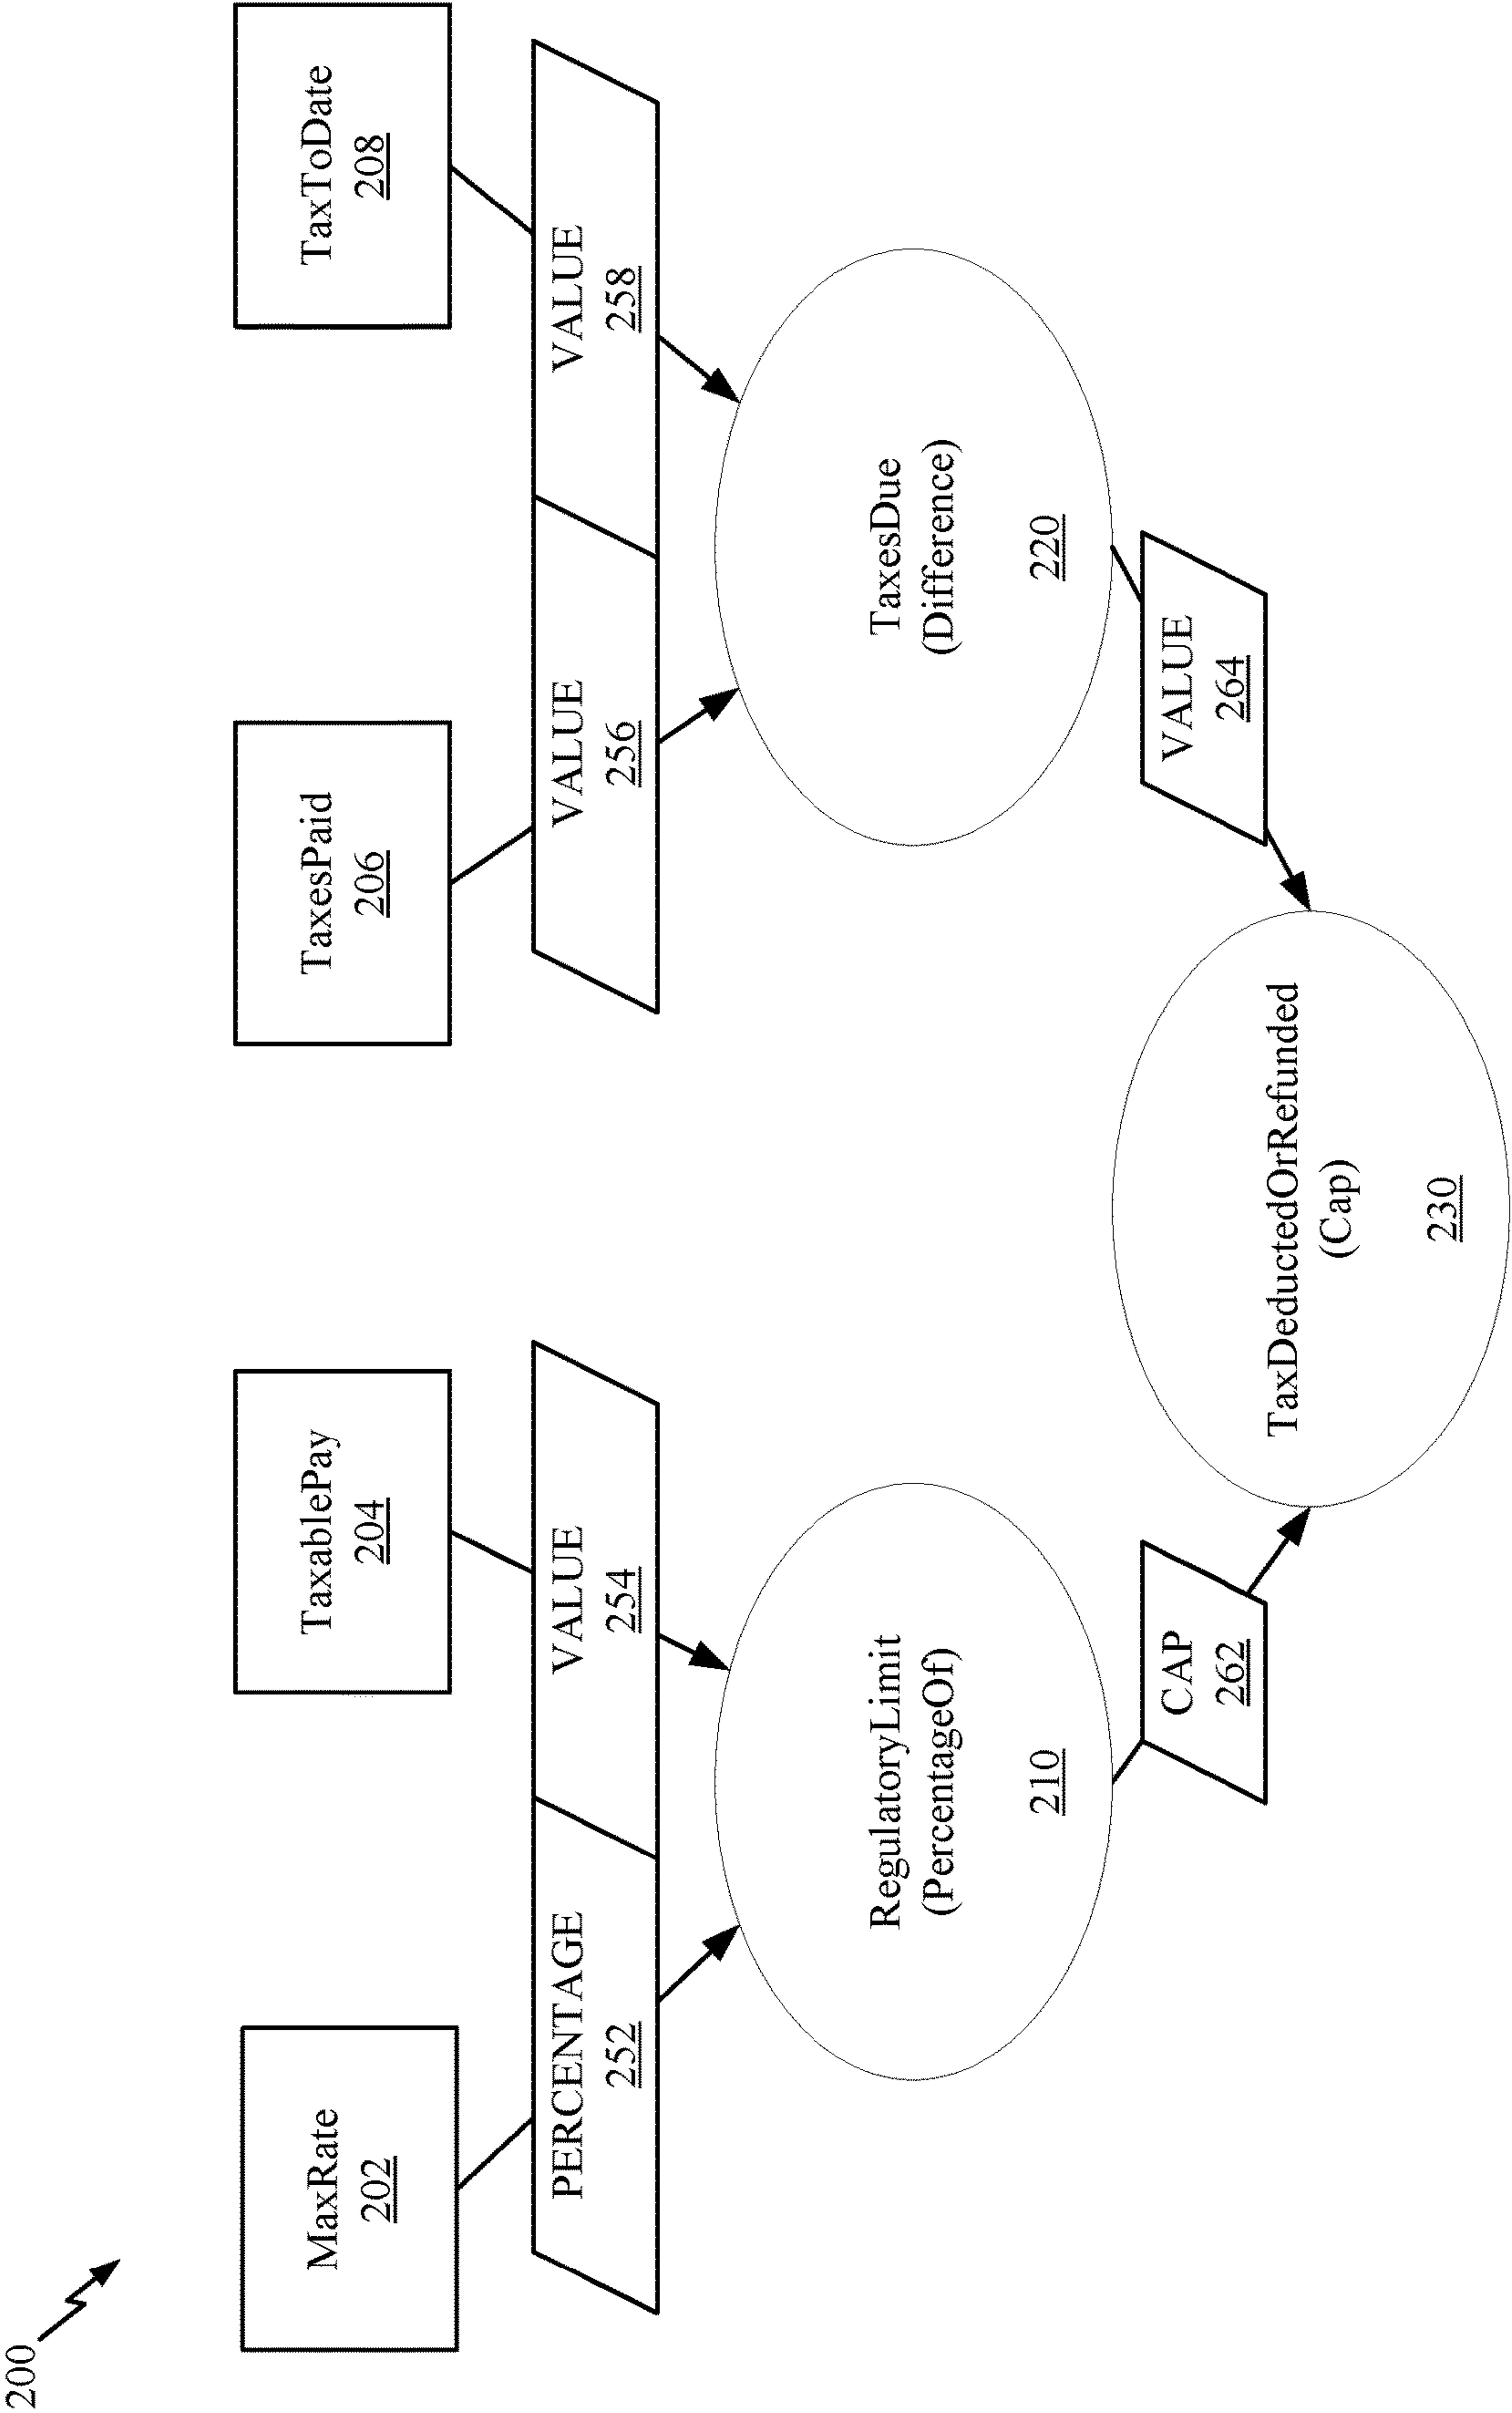 200
MaxRate
202
TaxablePay
204
TaxesPaid
206
TaxToDate
208
PERCENTAGE
252
VALUE
254
VALUE
256
VALUE
258
RegulatoryLimit
(PercentageOf)
210
TaxesDue
(Difference)
220
CAP
262
VALUE
264
TaxDeductedOrRefunded
(Cap)
230